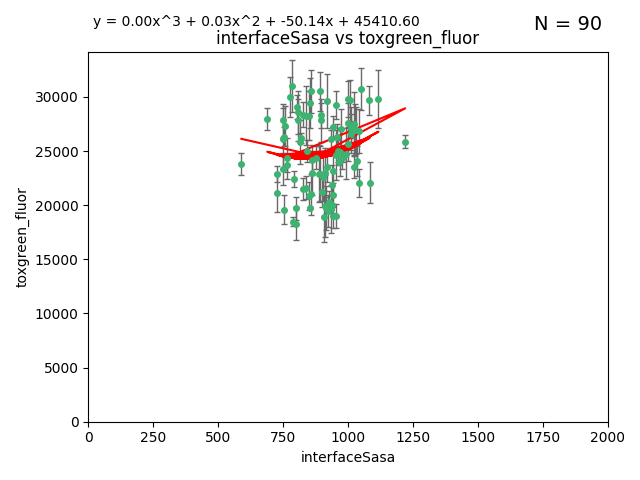 y = 0.00x^3 + 0.03x^2 + -50.14x + 45410.60
N = 90
interfaceSasa vs toxgreen_fluor
30000
25000
20000
15000
10000
5000
0
toxgreen_fluor
0 250 500 750 1000 1250 1500 1750 2000
interfaceSasa